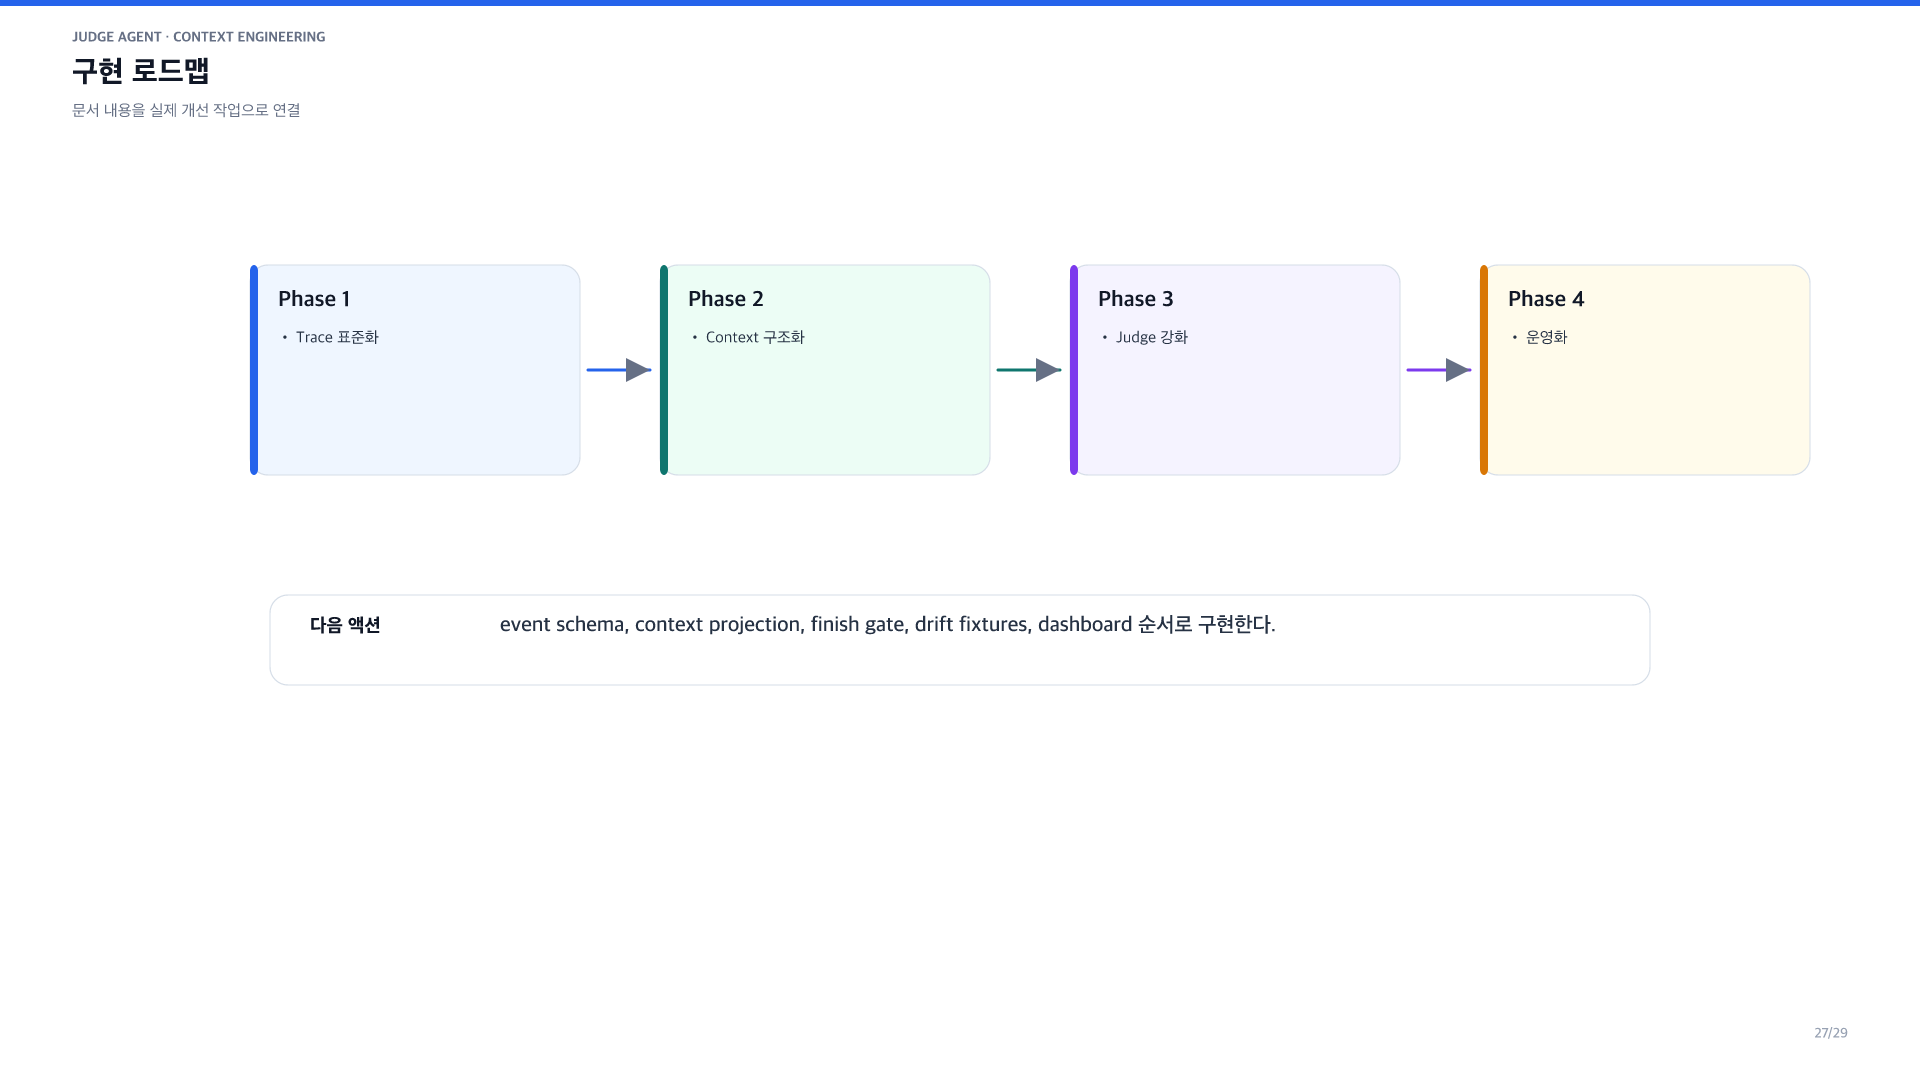 JUDGE AGENT · CONTEXT ENGINEERING
구현 로드맵
문서 내용을 실제 개선 작업으로 연결
Phase 1
• Trace 표준화
Phase 2
• Context 구조화
Phase 3
• Judge 강화
Phase 4
• 운영화
다음 액션 event schema, context projection, finish gate, drift fixtures, dashboard 순서로 구현한다.
27/29